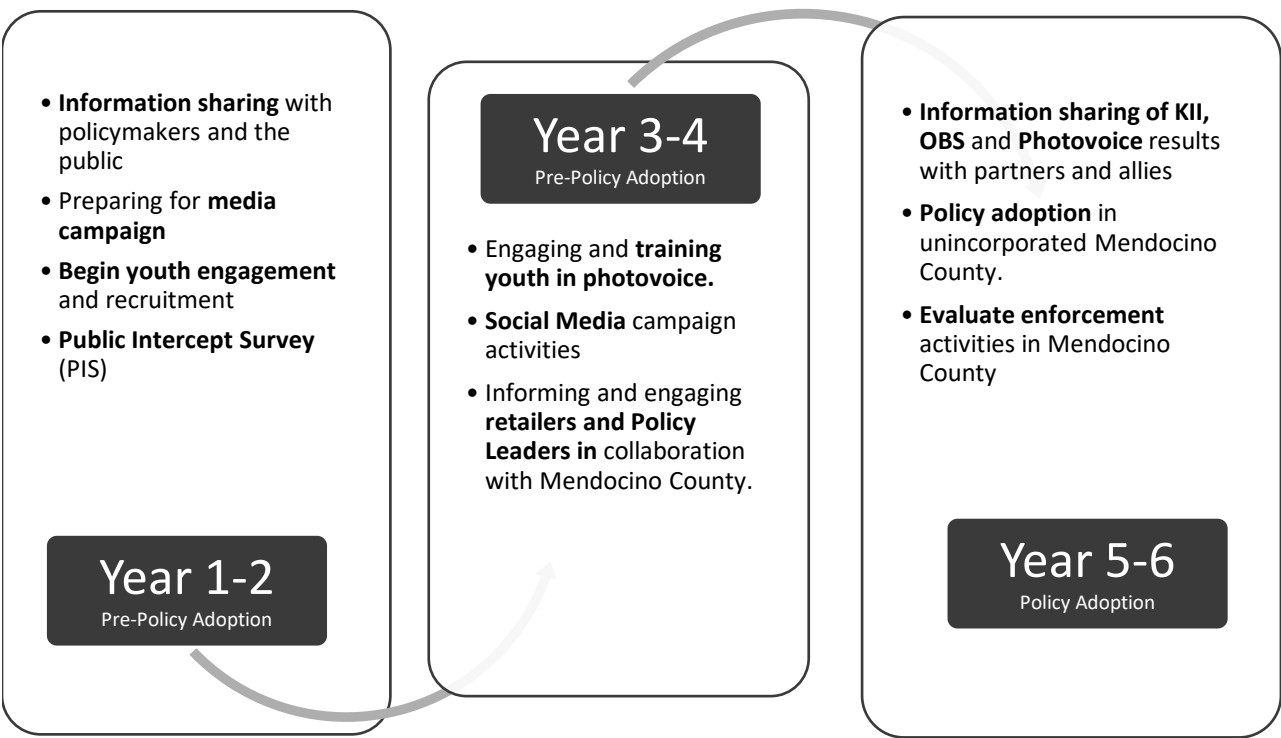 • Information sharing with
policymakers and the
public
• Preparing for media
campaign
• Begin youth engagement
and recruitment
• Public Intercept Survey
(PIS)
Year 1-2
Pre-Policy Adoption
Year 3-4
Pre-Policy Adoption
• Engaging and training
youth in photovoice.
• Social Media campaign
activities
• Informing and engaging
retailers and Policy
Leaders in collaboration
with Mendocino County.
• Information sharing of KII,
OBS and Photovoice results
with partners and allies
• Policy adoption in
unincorporated Mendocino
County.
• Evaluate enforcement
activities in Mendocino
County
Year 5-6
Policy Adoption